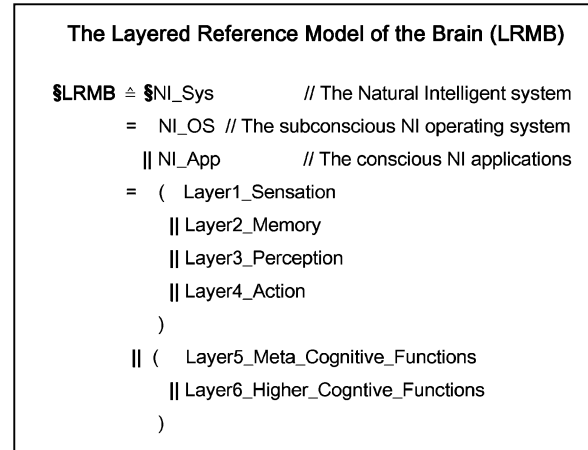 The Layered Reference Model of the Brain (LRMB)
§LRMB ≙ §NI_Sys // The Natural Intelligent system
= NI_OS // The subconscious NI operating system
|| NI_App // The conscious NI applications
= ( Layer1_Sensation
|| Layer2_Memory
|| Layer3_Perception
|| Layer4_Action
)
|| ( Layer5_Meta_Cognitive_Functions
|| Layer6_Higher_Cogntive_Functions
)